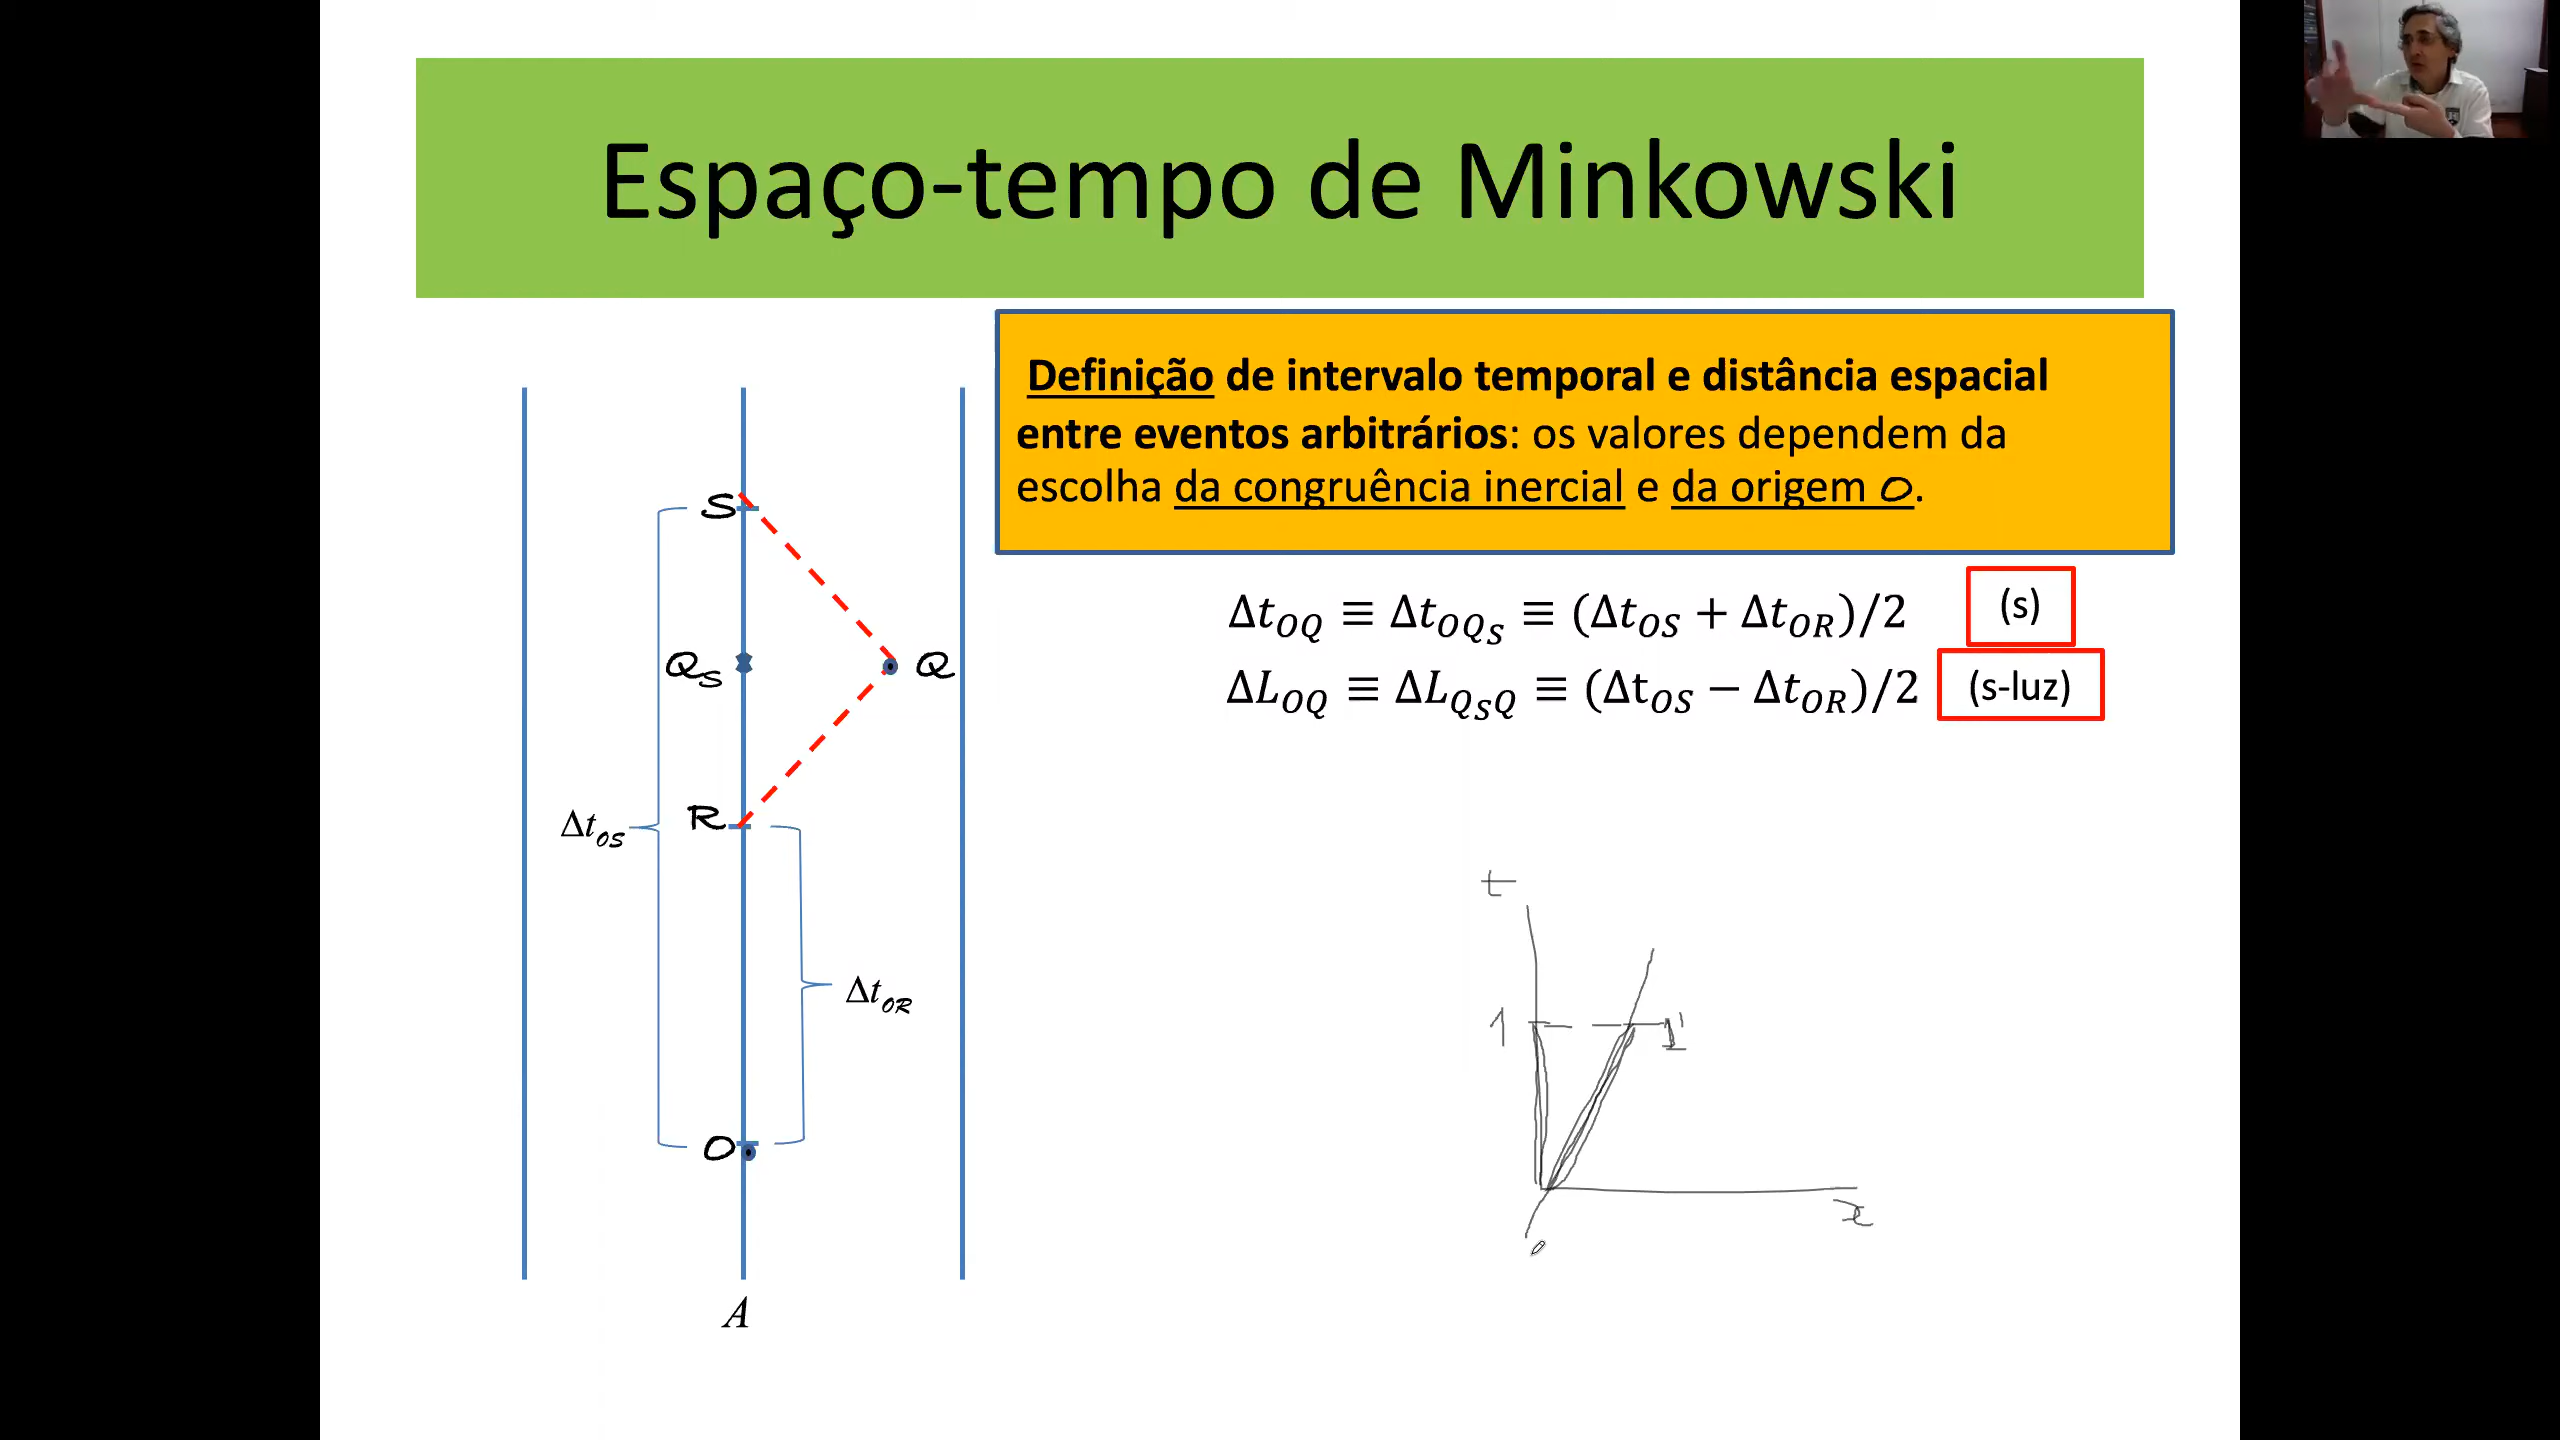 Espaço-tempo de Minkowski
Definição de intervalo temporal e distância espacial
entre eventos arbitrários: os valores dependem da
escolha da congruência inercial e da origem O.
Δt_OQ ≡ Δt_OQ_S ≡ (Δt_OS + Δt_OR)/2 (s)
ΔL_OQ ≡ ΔL_Q_SQ ≡ (Δt_OS − Δt_OR)/2 (s-luz)
S
Q_S
Q
R
Δt_OS
Δt_OR
O
A
t
1
1'
x